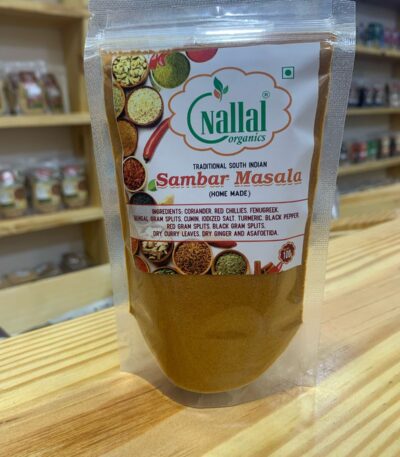 Nallal®
organics
TRADITIONAL SOUTH INDIAN
Sambar Masala
(HOME MADE)
INGREDIENTS: CORIANDER, RED CHILLIES, FENUGREEK,
BENGAL GRAM SPLITS, CUMIN, IODIZED SALT, TURMERIC, BLACK PEPPER
RED GRAM SPLITS, BLACK GRAM SPLITS,
DRY CURRY LEAVES, DRY GINGER AND ASAFOETIDA.